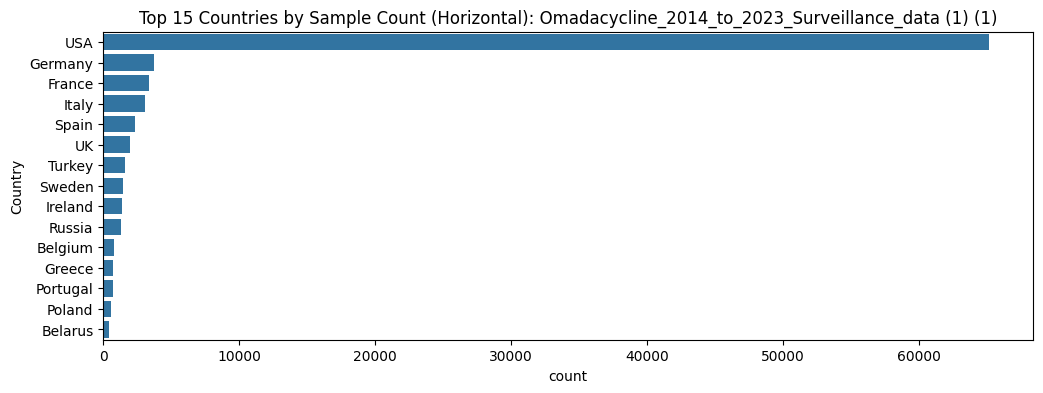 Top 15 Countries by Sample Count (Horizontal): Omadacycline_2014_to_2023_Surveillance_data (1) (1)
Country
USA
Germany
France
Italy
Spain
UK
Turkey
Sweden
Ireland
Russia
Belgium
Greece
Portugal
Poland
Belarus
0 10000 20000 30000 40000 50000 60000
count